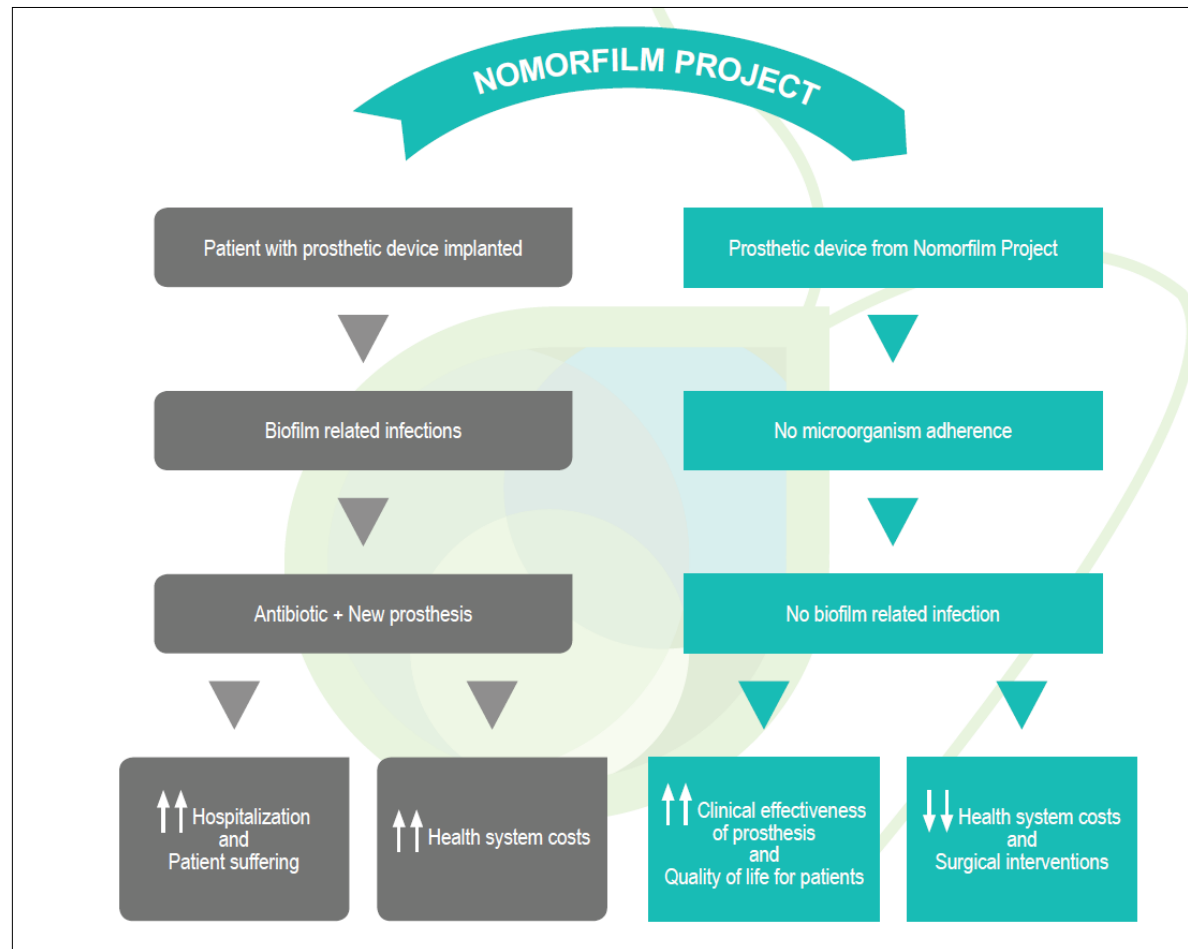 NOMORFILM PROJECT
Patient with prosthetic device implanted
Prosthetic device from Nomorfilm Project
Biofilm related infections
No microorganism adherence
Antibiotic + New prosthesis
No biofilm related infection
↑↑ Hospitalization
and
Patient suffering
↑↑ Health system costs
↑↑ Clinical effectiveness
of prosthesis
and
Quality of life for patients
↓↓ Health system costs
and
Surgical interventions